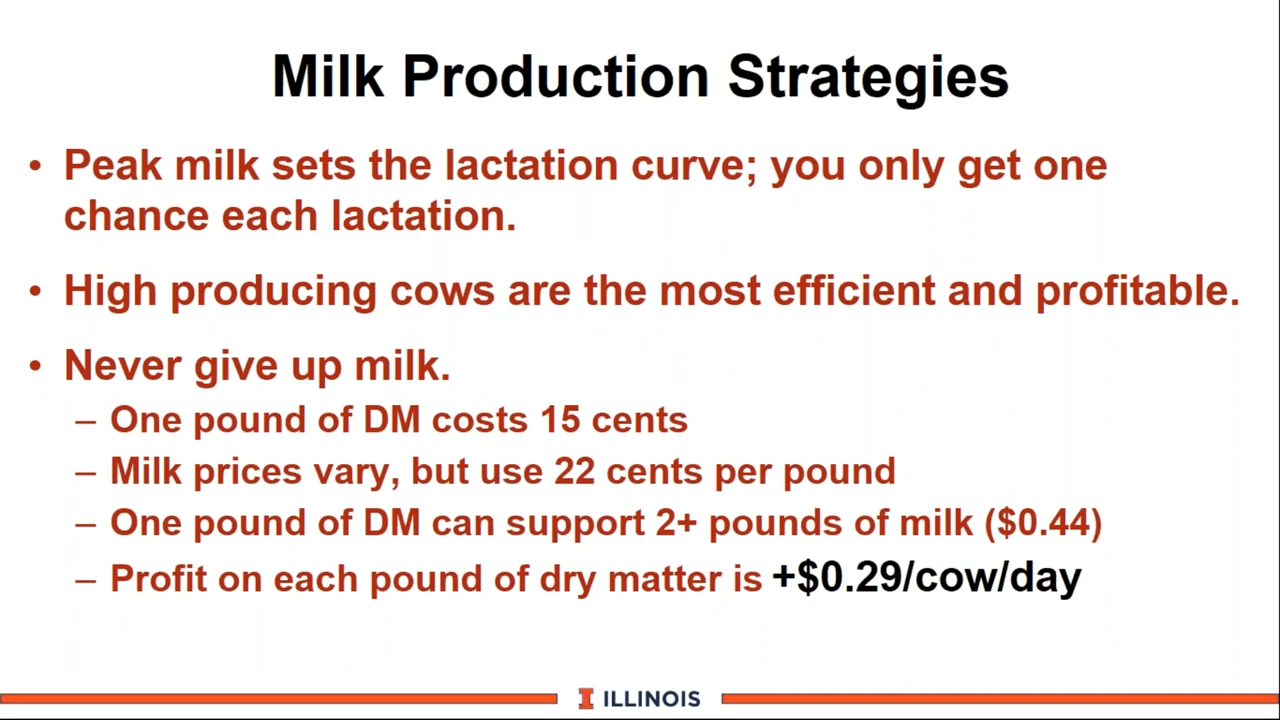 Milk Production Strategies
• Peak milk sets the lactation curve; you only get one
chance each lactation.
• High producing cows are the most efficient and profitable.
• Never give up milk.
– One pound of DM costs 15 cents
– Milk prices vary, but use 22 cents per pound
– One pound of DM can support 2+ pounds of milk ($0.44)
– Profit on each pound of dry matter is +$0.29/cow/day
I ILLINOIS